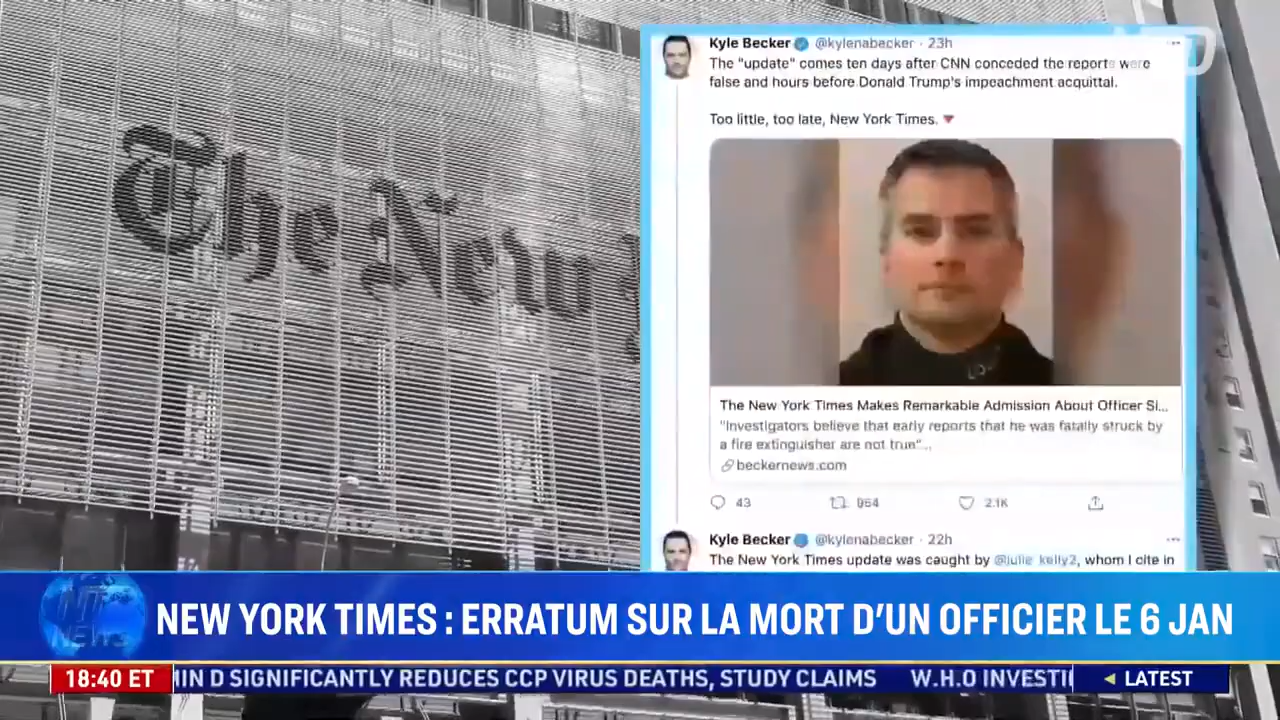 The New
Kyle Becker @kylenabecker · 23h
The "update" comes ten days after CNN conceded the reports were
false and hours before Donald Trump's impeachment acquittal.
Too little, too late, New York Times.
The New York Times Makes Remarkable Admission About Officer Si...
"Investigators believe that early reports that he was fatally struck by
a fire extinguisher are not true"...
beckernews.com
43 964 2.1K
Kyle Becker @kylenabecker · 22h
The New York Times update was caught by @julie_kelly2, whom I cite in
NEWS
NEW YORK TIMES : ERRATUM SUR LA MORT D'UN OFFICIER LE 6 JAN
18:40 ET
MIN D SIGNIFICANTLY REDUCES CCP VIRUS DEATHS, STUDY CLAIMS W.H.O INVESTI
LATEST